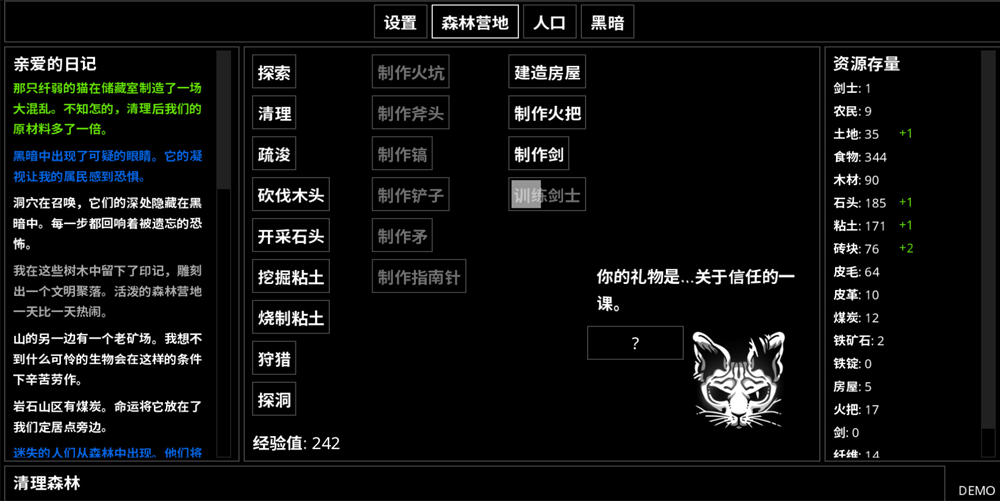 设置
森林营地
人口
黑暗
亲爱的日记
那只纤弱的猫在储藏室制造了一场
大混乱。不知怎的，清理后我们的
原材料多了一倍。
黑暗中出现了可疑的眼睛。它的凝
视让我的属民感到恐惧。
洞穴在召唤，它们的深处隐藏在黑
暗中。每一步都回响着被遗忘的恐
怖。
我在这些树木中留下了印记，雕刻
出一个文明聚落。活泼的森林营地
一天比一天热闹。
山的另一边有一个老矿场。我想不
到什么可怜的生物会在这样的条件
下辛苦劳作。
岩石山区有煤炭。命运将它放在了
我们定居点旁边。
迷失的人们从森林中出现。他们将
探索
清理
疏浚
砍伐木头
开采石头
挖掘粘土
烧制粘土
狩猎
探洞
经验值: 242
制作火坑
制作斧头
制作镐
制作铲子
制作矛
制作指南针
建造房屋
制作火把
制作剑
训练剑士
你的礼物是...关于信任的一
课。
?
资源存量
剑士: 1
农民: 9
土地: 35 +1
食物: 344
木材: 90
石头: 185 +1
粘土: 171 +1
砖块: 76 +2
皮毛: 64
皮革: 10
煤炭: 12
铁矿石: 2
铁锭: 0
房屋: 5
火把: 17
剑: 0
纤维: 14
清理森林
DEMO